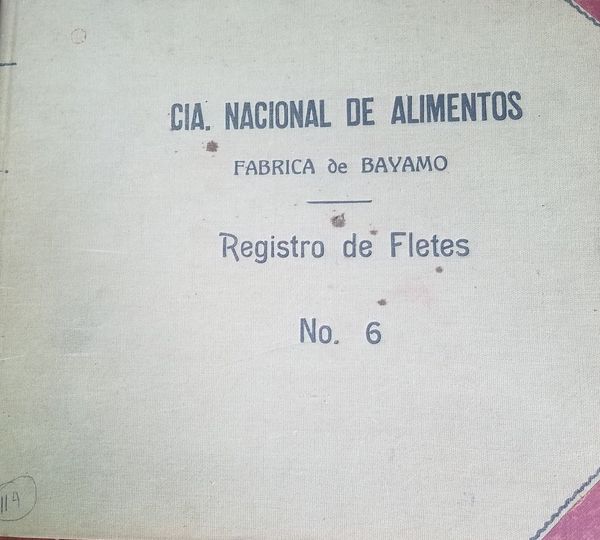 CIA. NACIONAL DE ALIMENTOS
FABRICA de BAYAMO
Registro de Fletes
No. 6
114